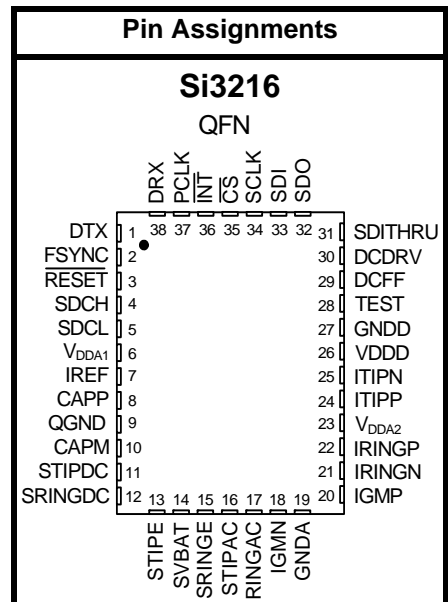 Pin Assignments
Si3216
QFN
DRX
PCLK
INT
CS
SCLK
SDI
SDO
38 37 36 35 34 33 32
DTX 1
FSYNC 2
RESET 3
SDCH 4
SDCL 5
VDDA1 6
IREF 7
CAPP 8
QGND 9
CAPM 10
STIPDC 11
SRINGDC 12
31 SDITHRU
30 DCDRV
29 DCFF
28 TEST
27 GNDD
26 VDDD
25 ITIPN
24 ITIPP
23 VDDA2
22 IRINGP
21 IRINGN
20 IGMP
13 14 15 16 17 18 19
STIPE
SVBAT
SRINGE
STIPAC
RINGAC
IGMN
GNDA